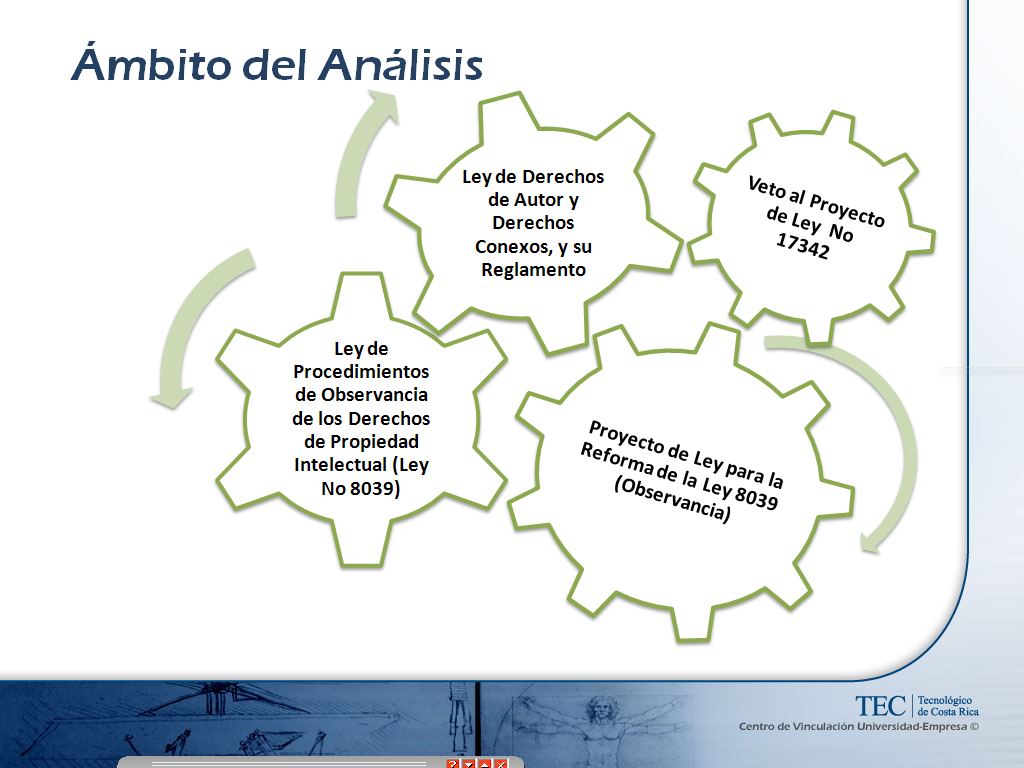 Ámbito del Análisis
Ley de Derechos
de Autor y
Derechos
Conexos, y su
Reglamento
Veto al Proyecto
de Ley No
17342
Ley de
Procedimientos
de Observancia
de los Derechos
de Propiedad
Intelectual (Ley
No 8039)
Proyecto de Ley para la
Reforma de la Ley 8039
(Observancia)
TEC
Tecnológico
de Costa Rica
Centro de Vinculación Universidad-Empresa ©